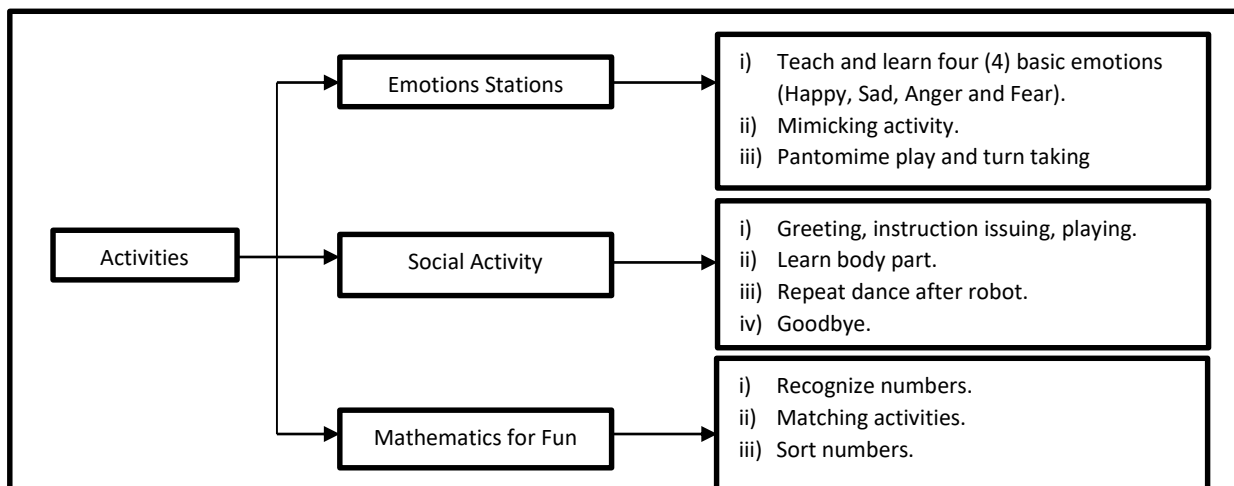 Activities
Emotions Stations
i) Teach and learn four (4) basic emotions
(Happy, Sad, Anger and Fear).
ii) Mimicking activity.
iii) Pantomime play and turn taking
Social Activity
i) Greeting, instruction issuing, playing.
ii) Learn body part.
iii) Repeat dance after robot.
iv) Goodbye.
Mathematics for Fun
i) Recognize numbers.
ii) Matching activities.
iii) Sort numbers.